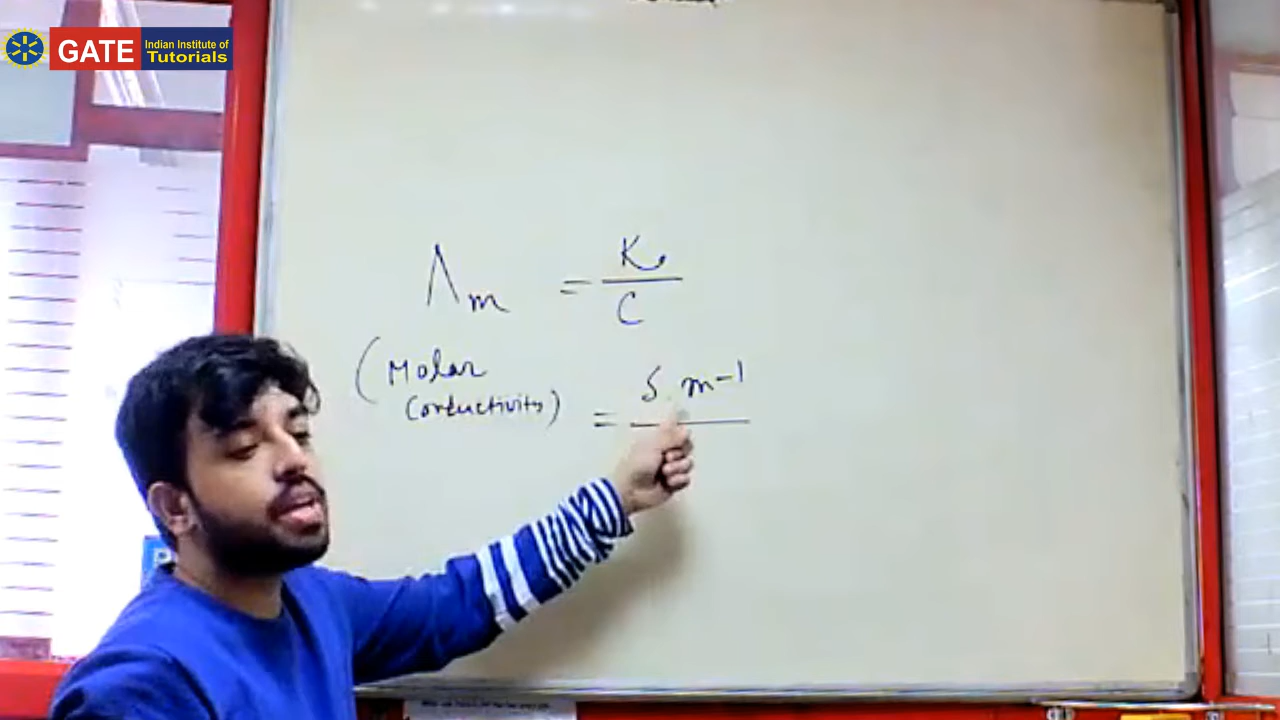 GATE
Indian Institute of
Tutorials
Λm = K
C
(Molar
Conductivity)
= S m-1